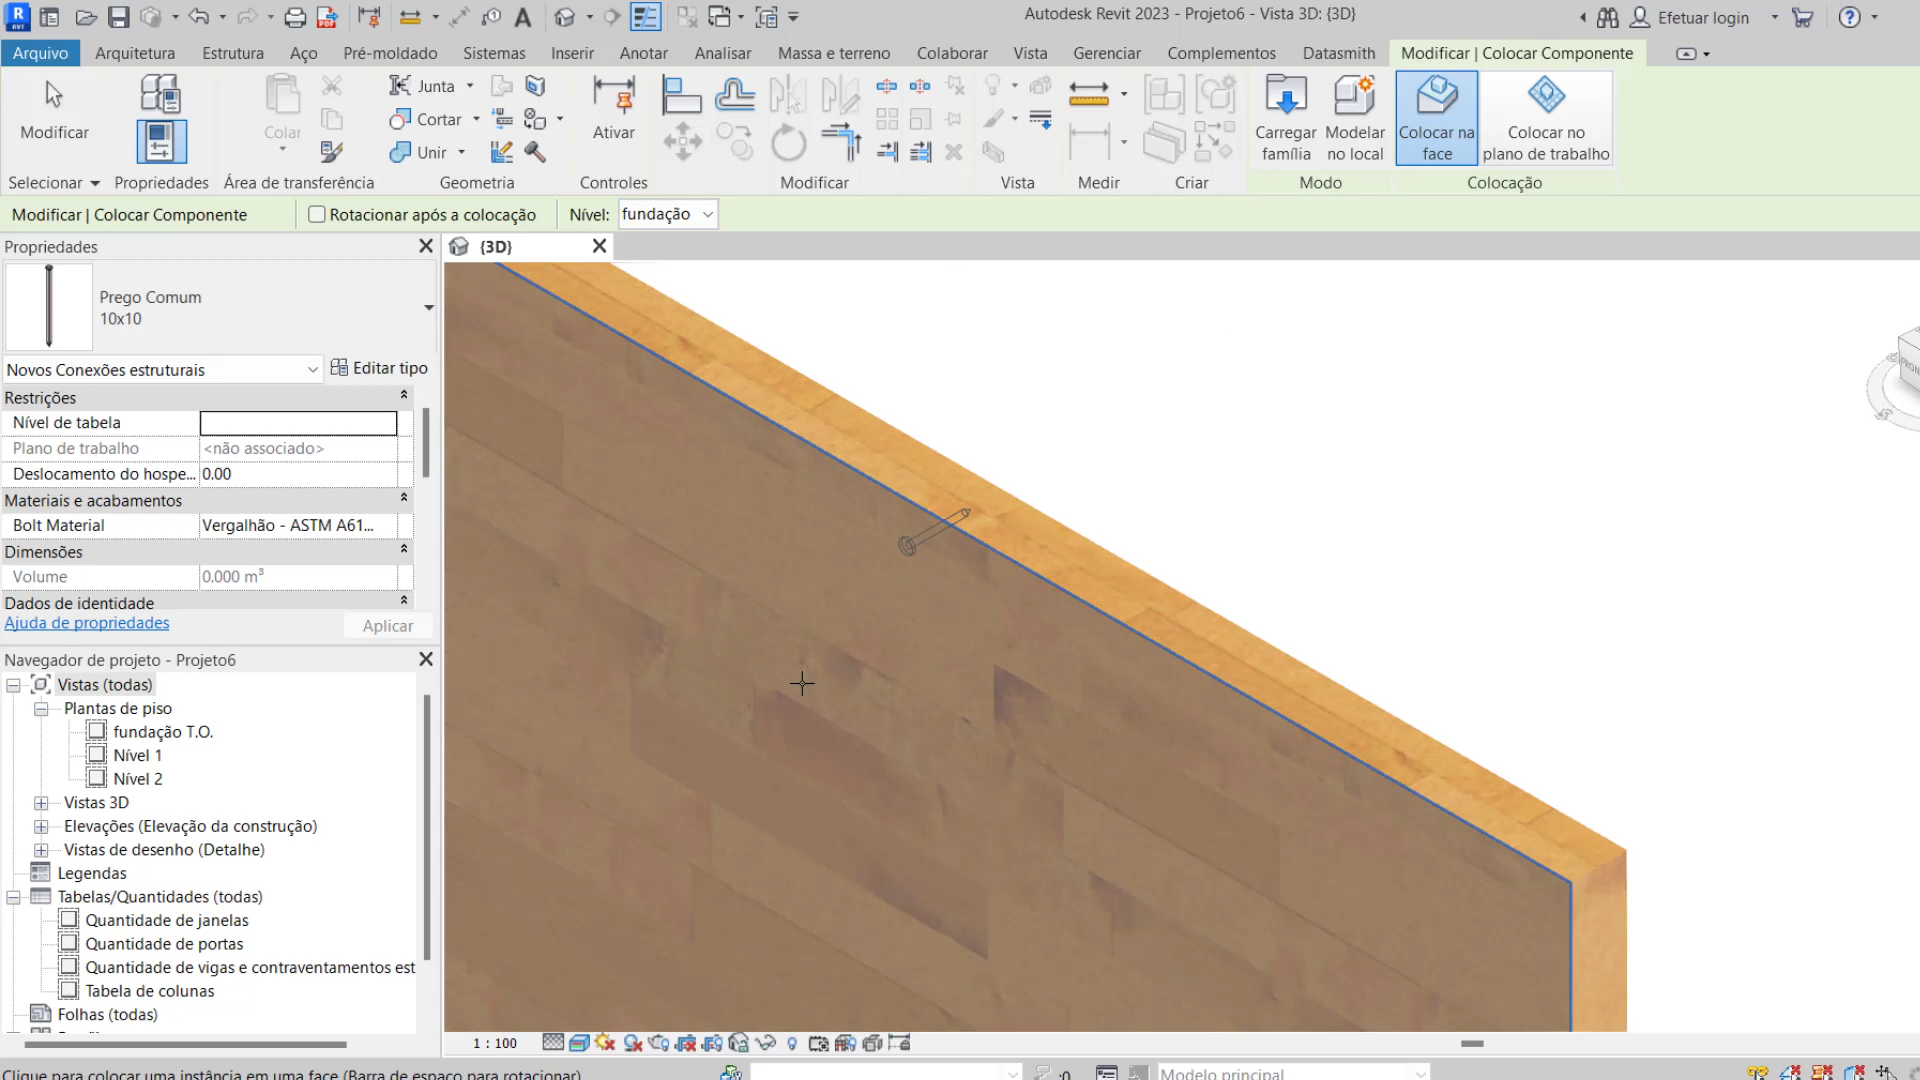 Autodesk Revit 2023 - Projeto6 - Vista 3D: {3D}
Efetuar login
Arquivo Arquitetura Estrutura Aço Pré-moldado Sistemas Inserir Anotar Analisar Massa e terreno Colaborar Vista Gerenciar Complementos Datasmith Modificar | Colocar Componente
Modificar
Colar
Junta
Cortar
Unir
Ativar
Carregar família
Modelar no local
Colocar na face
Colocar no plano de trabalho
Selecionar Propriedades Área de transferência Geometria Controles Modificar Vista Medir Criar Modo Colocação
Modificar | Colocar Componente Rotacionar após a colocação Nível: fundação
Propriedades
{3D}
Prego Comum
10x10
Novos Conexões estruturais Editar tipo
Restrições
Nível de tabela
Plano de trabalho <não associado>
Deslocamento do hospe... 0.00
Materiais e acabamentos
Bolt Material Vergalhão - ASTM A61...
Dimensões
Volume 0.000 m³
Dados de identidade
Ajuda de propriedades Aplicar
Navegador de projeto - Projeto6
Vistas (todas)
Plantas de piso
fundação T.O.
Nível 1
Nível 2
Vistas 3D
Elevações (Elevação da construção)
Vistas de desenho (Detalhe)
Legendas
Tabelas/Quantidades (todas)
Quantidade de janelas
Quantidade de portas
Quantidade de vigas e contraventamentos est
Tabela de colunas
Folhas (todas)
1 : 100
Clique para colocar uma instância em uma face (Barra de espaço para rotacionar) :0 Modelo principal